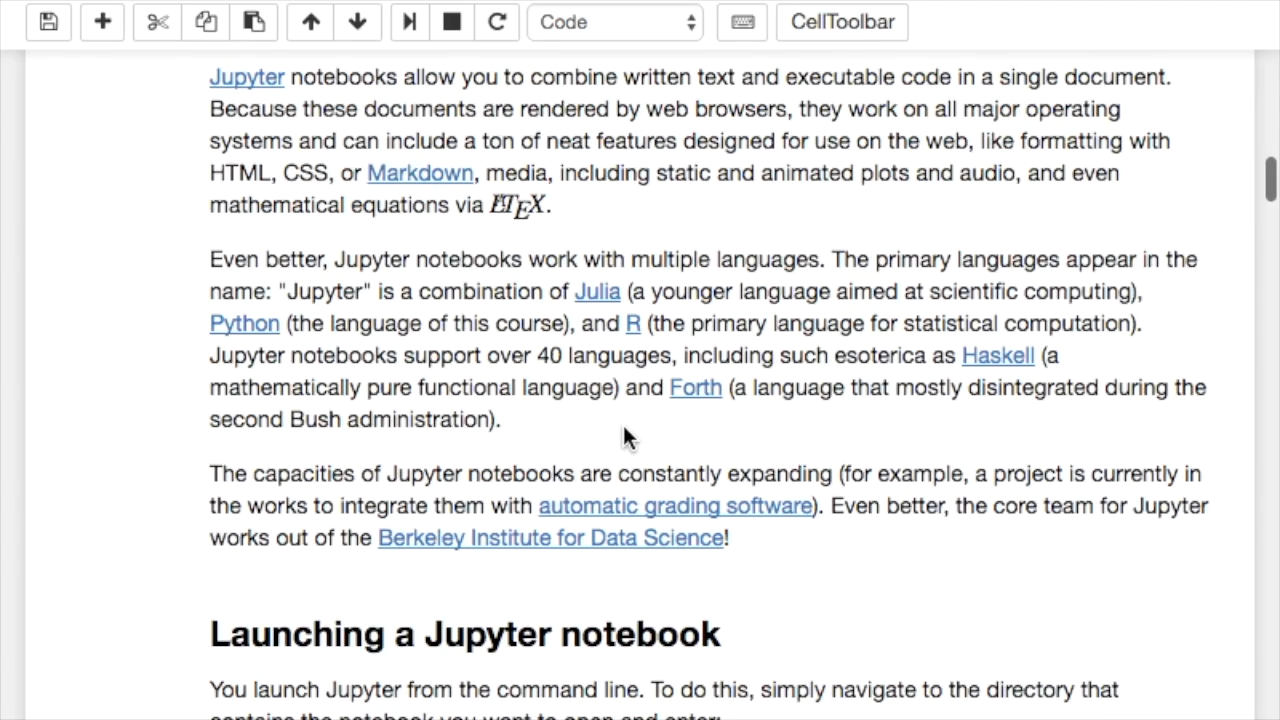 Code
CellToolbar
Jupyter notebooks allow you to combine written text and executable code in a single document.
Because these documents are rendered by web browsers, they work on all major operating
systems and can include a ton of neat features designed for use on the web, like formatting with
HTML, CSS, or Markdown, media, including static and animated plots and audio, and even
mathematical equations via LATEX.
Even better, Jupyter notebooks work with multiple languages. The primary languages appear in the
name: "Jupyter" is a combination of Julia (a younger language aimed at scientific computing),
Python (the language of this course), and R (the primary language for statistical computation).
Jupyter notebooks support over 40 languages, including such esoterica as Haskell (a
mathematically pure functional language) and Forth (a language that mostly disintegrated during the
second Bush administration).
The capacities of Jupyter notebooks are constantly expanding (for example, a project is currently in
the works to integrate them with automatic grading software). Even better, the core team for Jupyter
works out of the Berkeley Institute for Data Science!
Launching a Jupyter notebook
You launch Jupyter from the command line. To do this, simply navigate to the directory that
contains the notebook you want to open and enter: